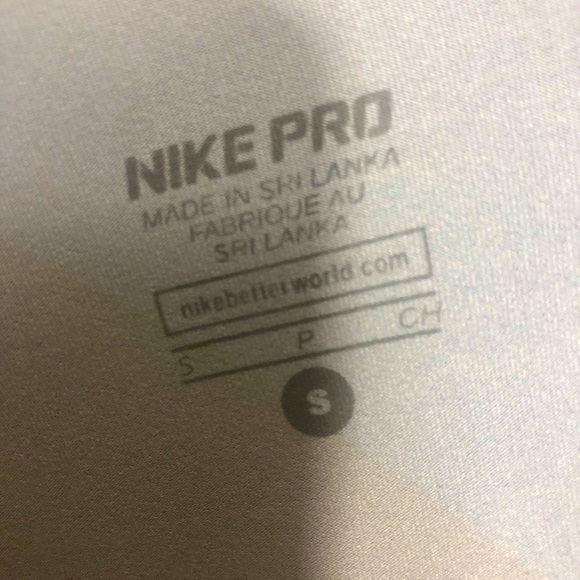 NIKE PRO
MADE IN SRI LANKA
FABRIQUE AU
SRI LANKA
nikebetterworld.com
S P CH
S